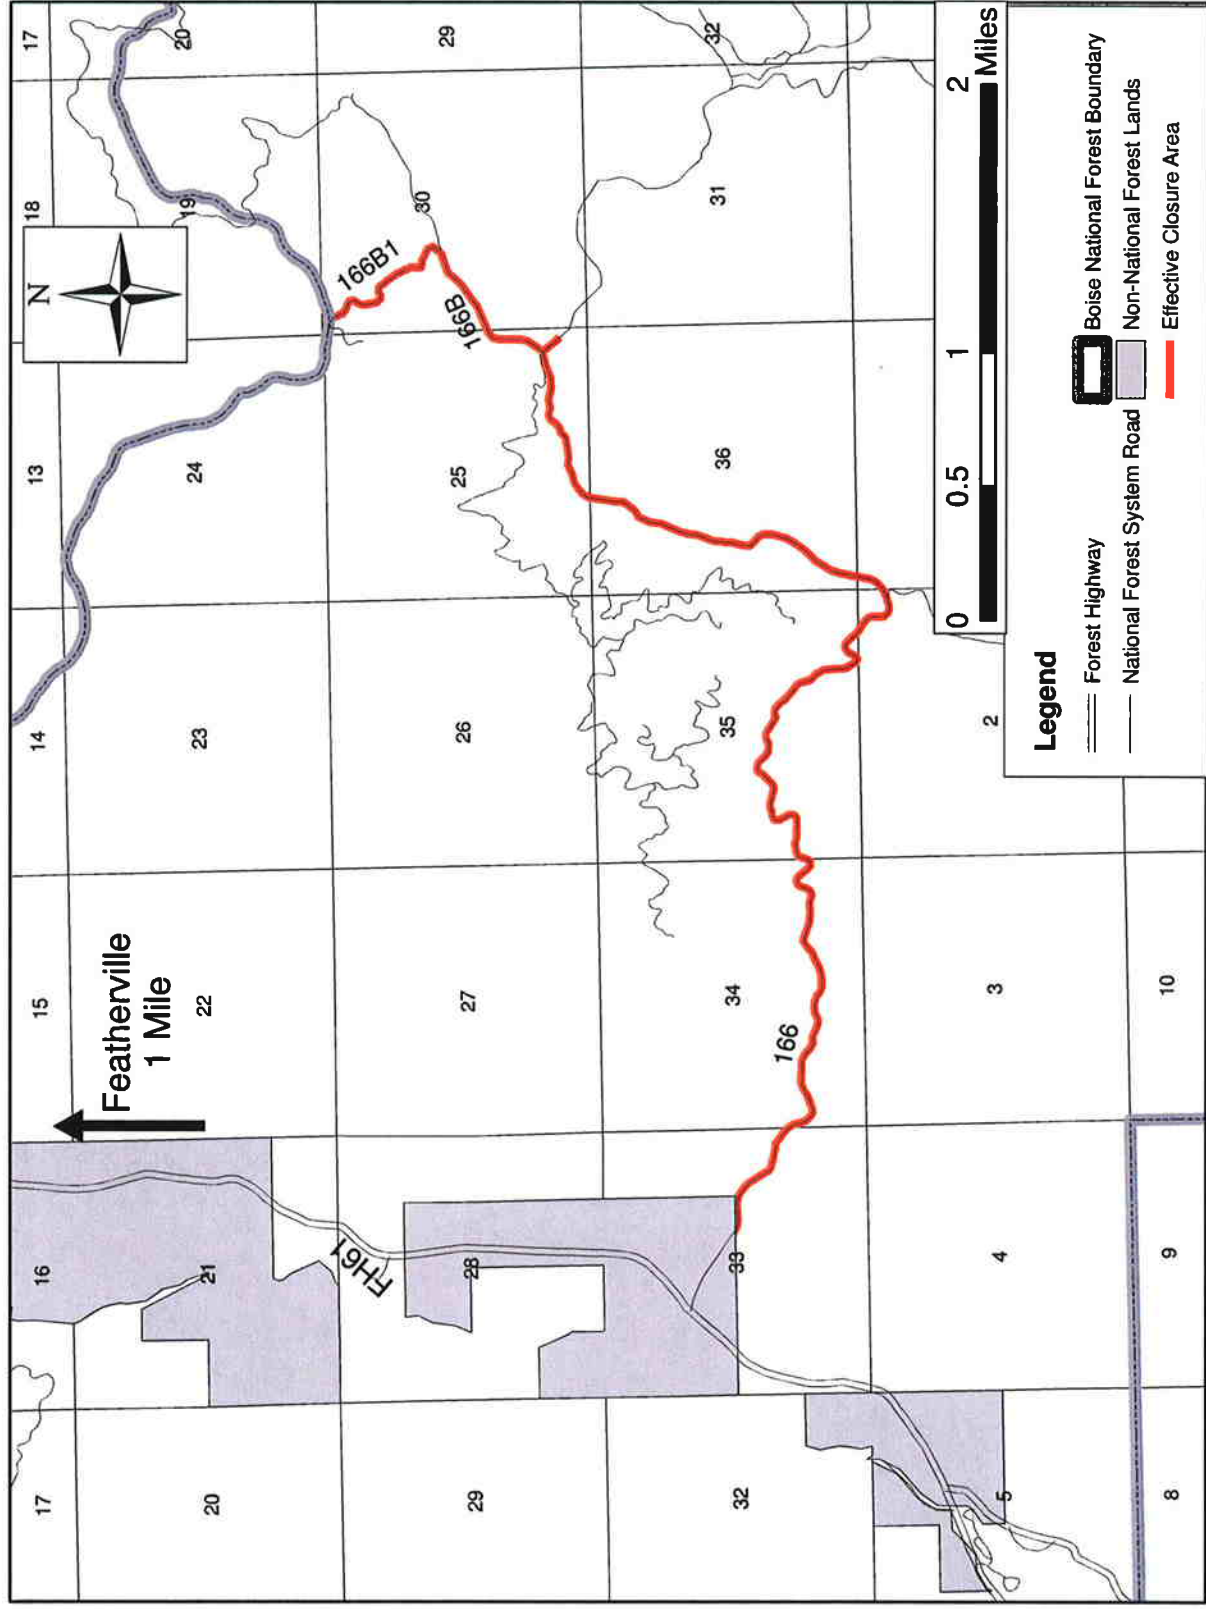 17 16 15 14 13 18 17
N
Featherville
1 Mile
20 21 22 23 24 19 20
FH61
166B1
166B
29 28 27 26 25 30 29
32 33 34 35 36 31 32
166
5 4 3 2
0 0.5 1 2
Miles
8 9 10
Legend
Forest Highway
National Forest System Road
Boise National Forest Boundary
Non-National Forest Lands
Effective Closure Area